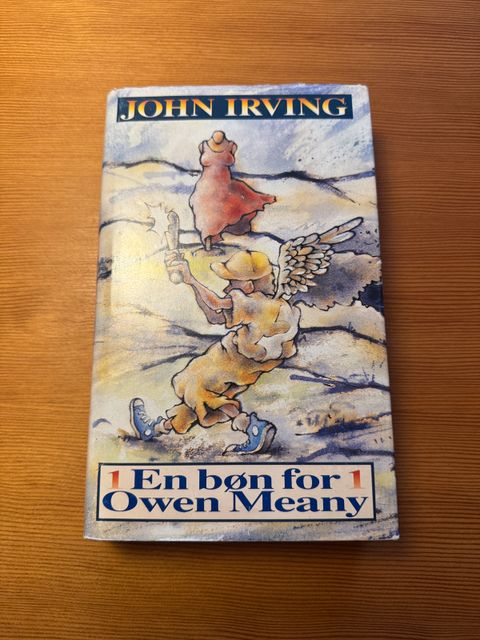 JOHN IRVING
1 En bøn for 1
Owen Meany